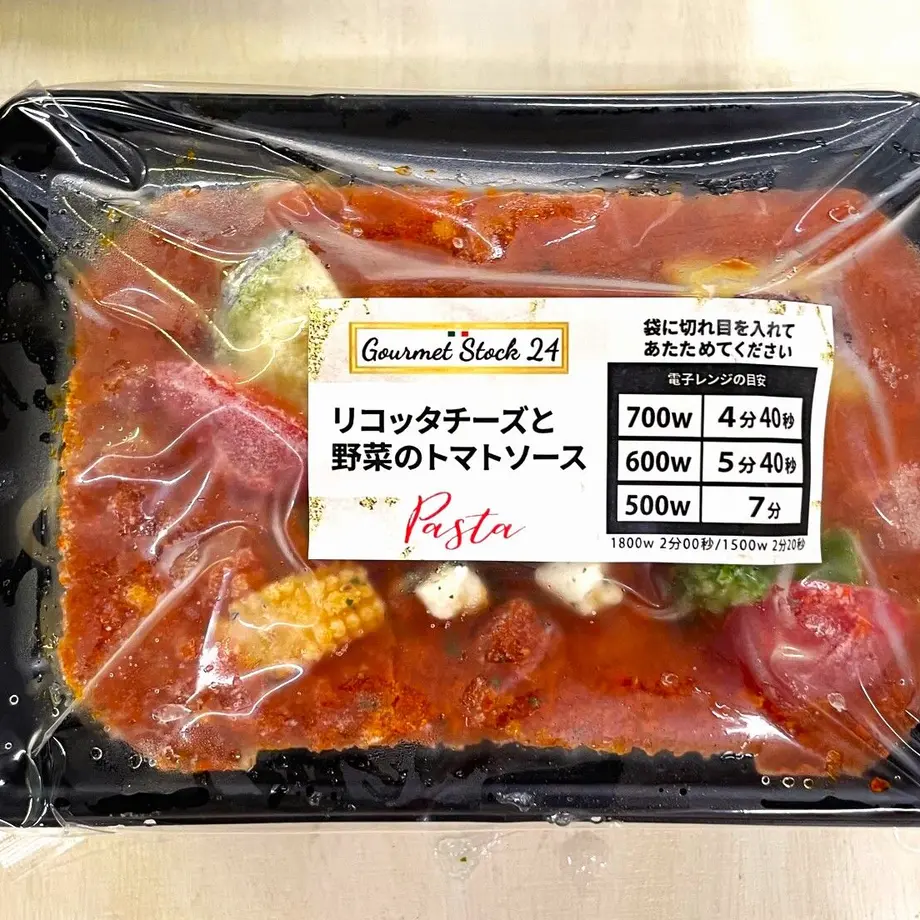 Gourmet Stock 24
リコッタチーズと
野菜のトマトソース
Pasta
袋に切れ目を入れて
あたためてください
電子レンジの目安
700w 4分40秒
600w 5分40秒
500w 7分
1800w 2分00秒/1500w 2分20秒